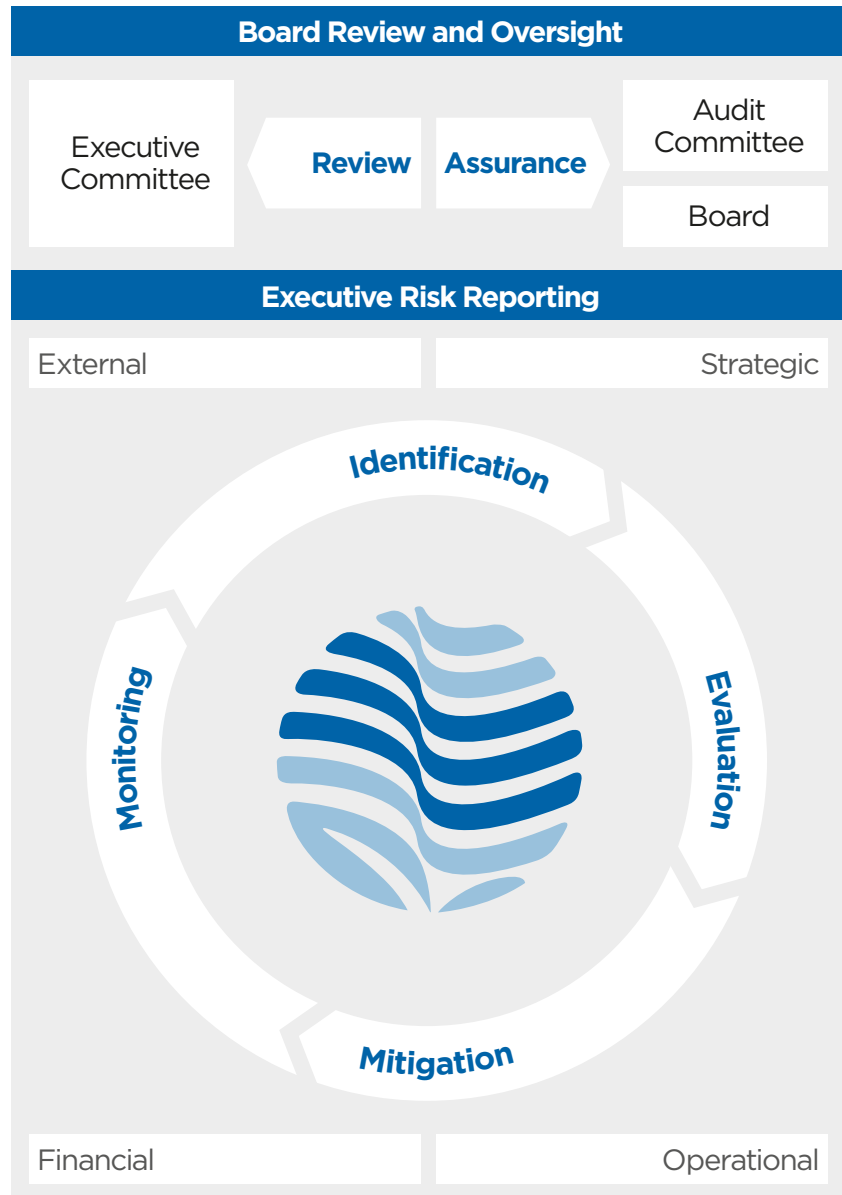 Board Review and Oversight
Executive
Committee
Review
Assurance
Audit
Committee
Board
Executive Risk Reporting
External
Strategic
Identification
Evaluation
Mitigation
Monitoring
Financial
Operational